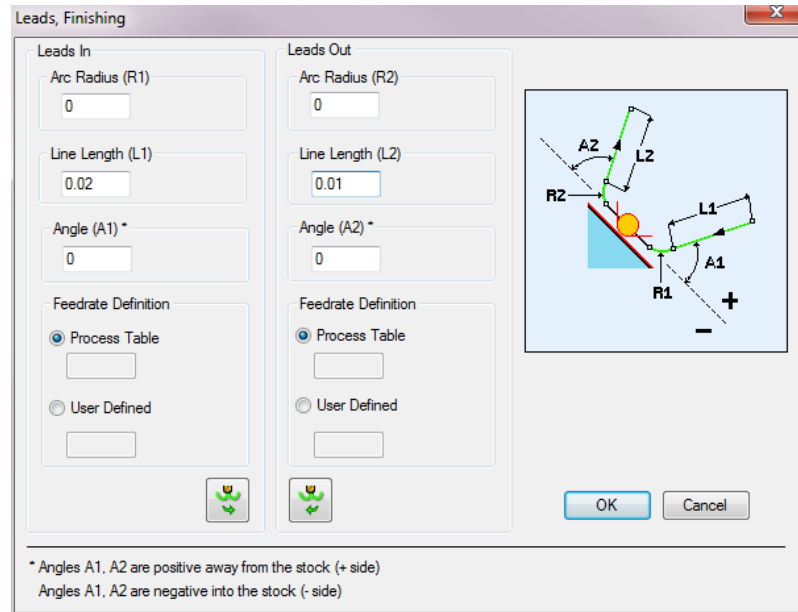 Leads, Finishing
Leads In
Arc Radius (R1)
0
Line Length (L1)
0.02
Angle (A1) *
0
Feedrate Definition
Process Table
User Defined
Leads Out
Arc Radius (R2)
0
Line Length (L2)
0.01
Angle (A2) *
0
Feedrate Definition
Process Table
User Defined
A2
L2
R2
L1
A1
R1
+
−
OK
Cancel
* Angles A1, A2 are positive away from the stock (+ side)
Angles A1, A2 are negative into the stock (- side)